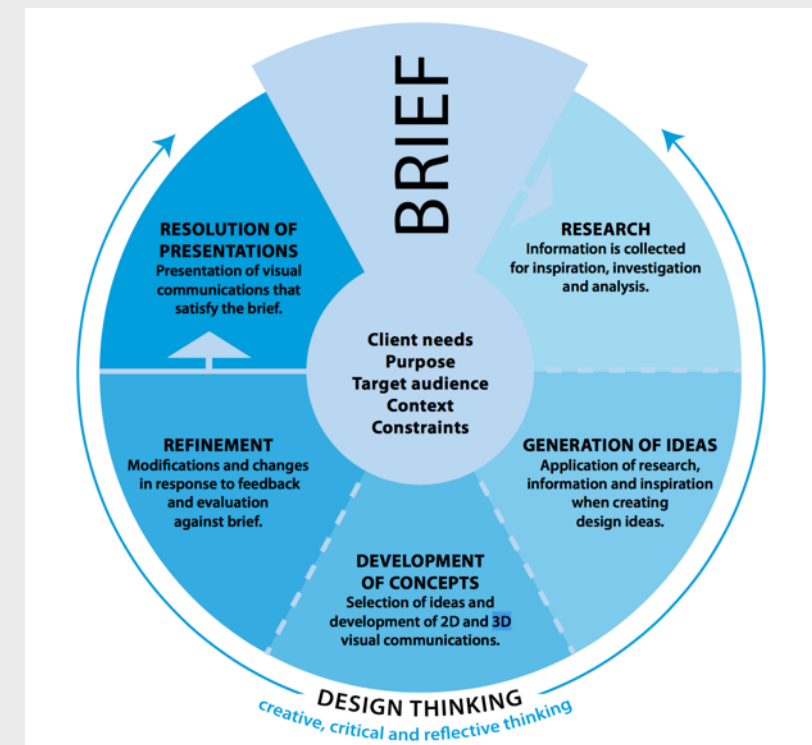 BRIEF
RESEARCH
Information is collected
for inspiration, investigation
and analysis.
GENERATION OF IDEAS
Application of research,
information and inspiration
when creating
design ideas.
DEVELOPMENT
OF CONCEPTS
Selection of ideas and
development of 2D and 3D
visual communications.
REFINEMENT
Modifications and changes
in response to feedback
and evaluation
against brief.
RESOLUTION OF
PRESENTATIONS
Presentation of visual
communications that
satisfy the brief.
Client needs
Purpose
Target audience
Context
Constraints
DESIGN THINKING
creative, critical and reflective thinking